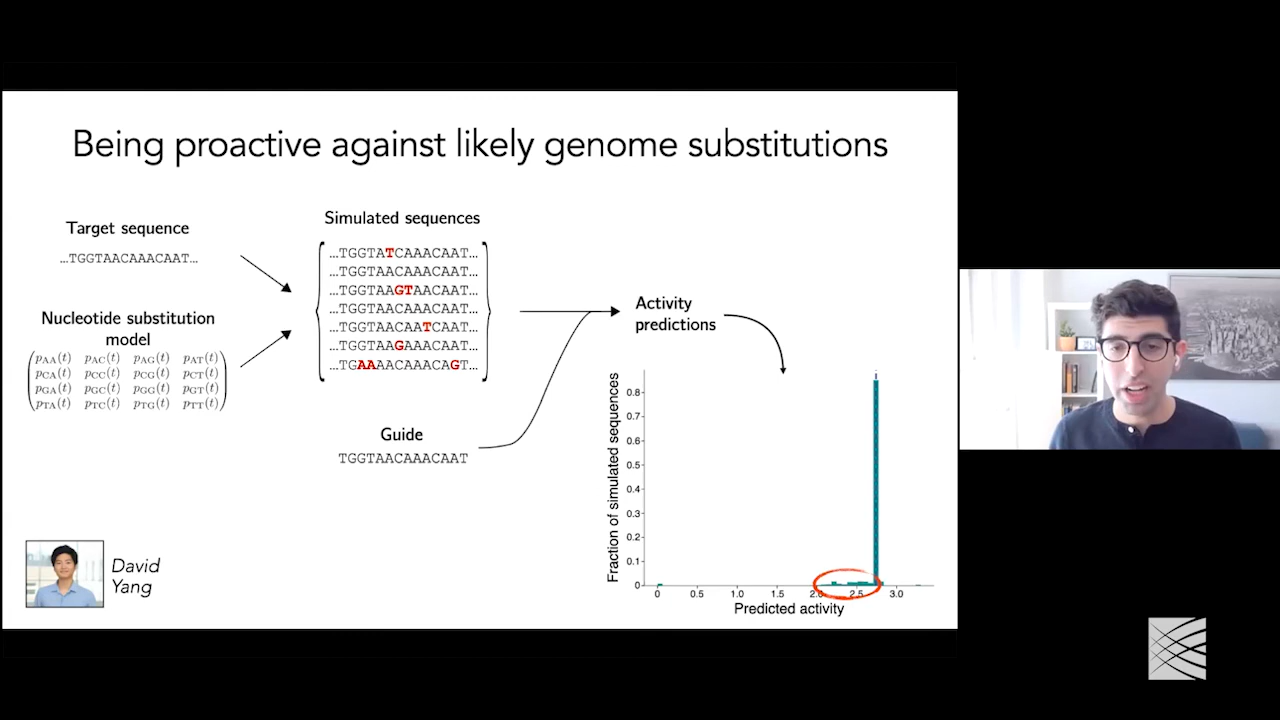 Being proactive against likely genome substitutions
Target sequence
...TGGTAACAAACAAT...
Nucleotide substitution
model
pAA(t) pAC(t) pAG(t) pAT(t)
pCA(t) pCC(t) pCG(t) pCT(t)
pGA(t) pGC(t) pGG(t) pGT(t)
pTA(t) pTC(t) pTG(t) pTT(t)
Simulated sequences
...TGGTATCAAACAAT...
...TGGTAACAAACAAT...
...TGGTAAGTAACAAT...
...TGGTAACAAACAAT...
...TGGTAACAATCAAT...
...TGGTAAGAAACAAT...
...TGAAAACAAACAGT...
Guide
TGGTAACAAACAAT
Activity
predictions
Fraction of simulated sequences
0.8
0.7
0.6
0.5
0.4
0.3
0.2
0.1
0
0 0.5 1.0 1.5 2.0 2.5 3.0
Predicted activity
David
Yang